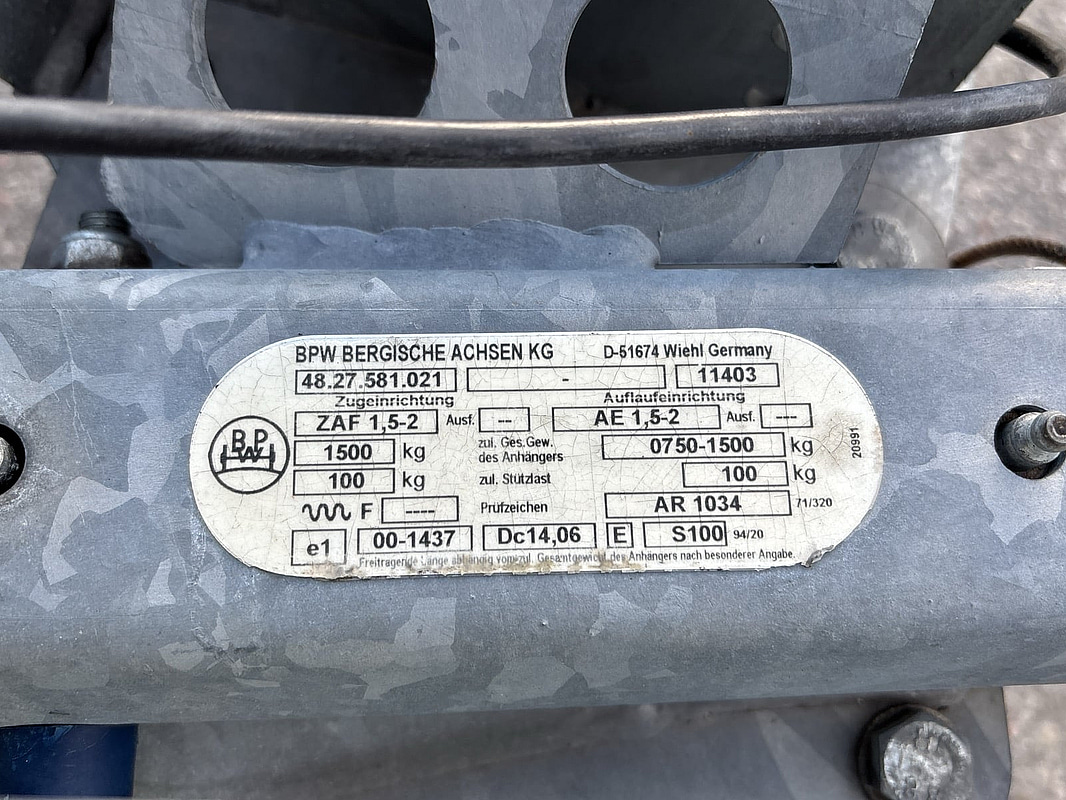 BPW BERGISCHE ACHSEN KG D-51674 Wiehl Germany
48.27.581.021 - 11403
Zugeinrichtung Auflaufeinrichtung
ZAF 1,5-2 Ausf. -- AE 1,5-2 Ausf. ---
BPW
1500 kg zul. Ges.Gew. des Anhängers 0750-1500 kg
100 kg zul. Stützlast 100 kg
F ---- Prüfzeichen AR 1034 71/320
e1 00-1437 Dc14,06 E S100 94/20
Freitragende Länge abhängig vom zul. Gesamtgewicht des Anhängers nach besonderer Angabe.
20991